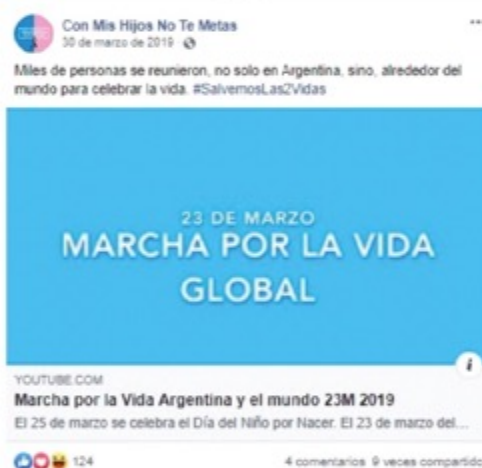 Con Mis Hijos No Te Metas
30 de marzo de 2019 ·
Miles de personas se reunieron, no solo en Argentina, sino, alrededor del
mundo para celebrar la vida. #SalvemosLas2Vidas
23 DE MARZO
MARCHA POR LA VIDA
GLOBAL
YOUTUBE.COM
Marcha por la Vida Argentina y el mundo 23M 2019
El 25 de marzo se celebra el Día del Niño por Nacer. El 23 de marzo del...
124
4 comentarios 9 veces compartido